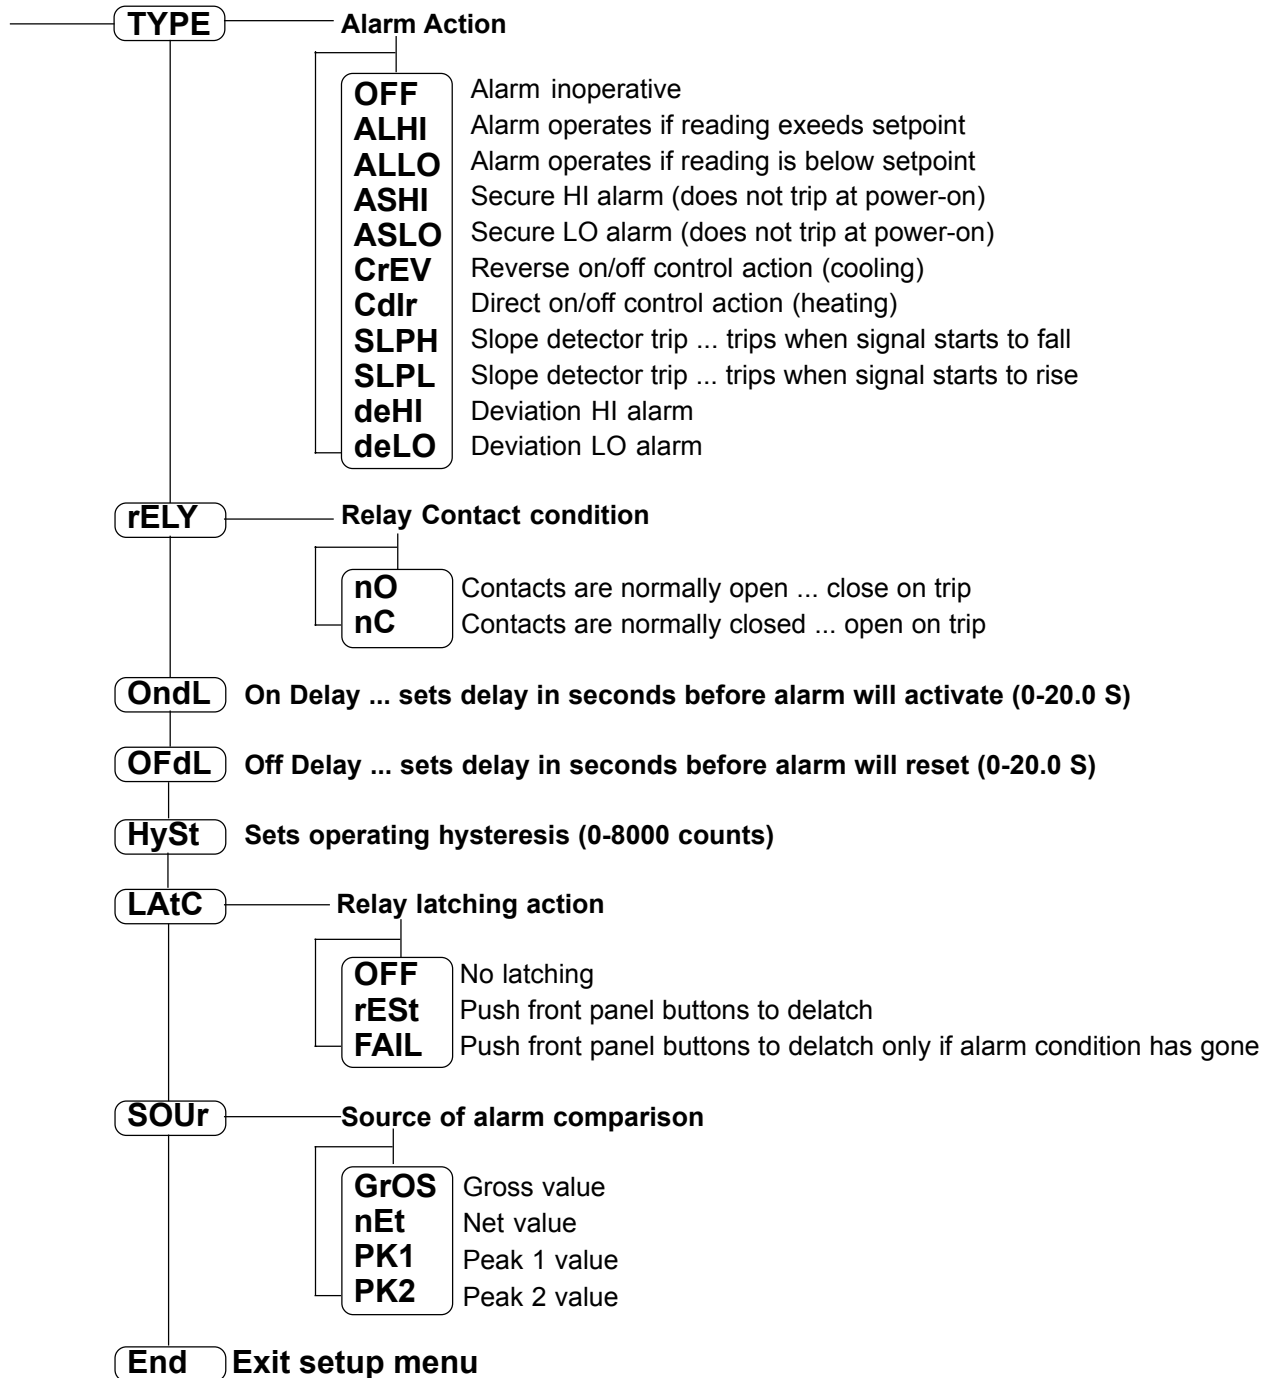 TYPE Alarm Action
OFF Alarm inoperative
ALHI Alarm operates if reading exeeds setpoint
ALLO Alarm operates if reading is below setpoint
ASHI Secure HI alarm (does not trip at power-on)
ASLO Secure LO alarm (does not trip at power-on)
CrEV Reverse on/off control action (cooling)
CdIr Direct on/off control action (heating)
SLPH Slope detector trip ... trips when signal starts to fall
SLPL Slope detector trip ... trips when signal starts to rise
deHI Deviation HI alarm
deLO Deviation LO alarm
rELY Relay Contact condition
nO Contacts are normally open ... close on trip
nC Contacts are normally closed ... open on trip
OndL On Delay ... sets delay in seconds before alarm will activate (0-20.0 S)
OFdL Off Delay ... sets delay in seconds before alarm will reset (0-20.0 S)
HySt Sets operating hysteresis (0-8000 counts)
LAtC Relay latching action
OFF No latching
rESt Push front panel buttons to delatch
FAIL Push front panel buttons to delatch only if alarm condition has gone
SOUr Source of alarm comparison
GrOS Gross value
nEt Net value
PK1 Peak 1 value
PK2 Peak 2 value
End Exit setup menu